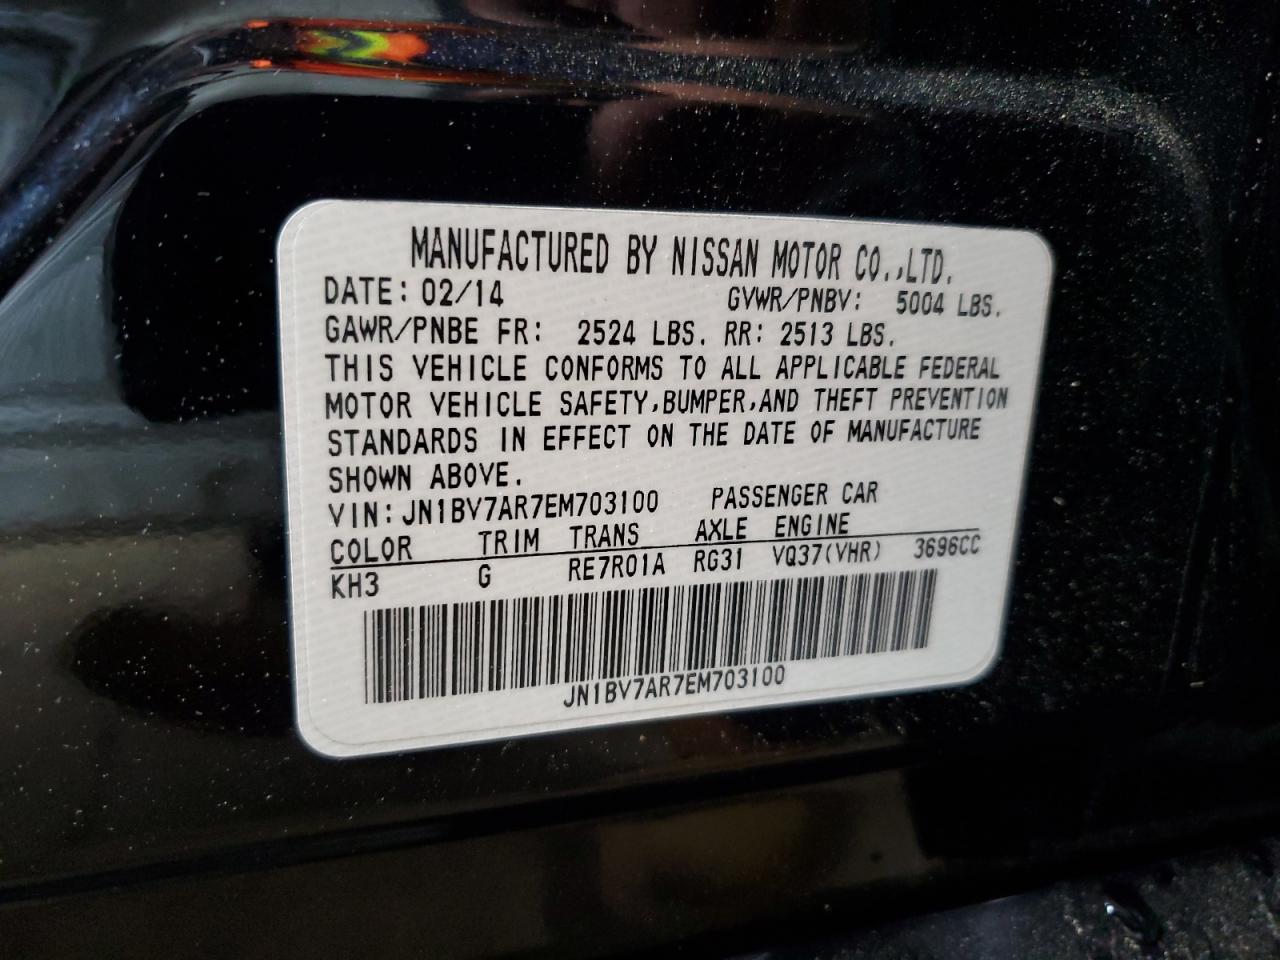 MANUFACTURED BY NISSAN MOTOR CO.,LTD.
DATE: 02/14 GVWR/PNBV: 5004 LBS.
GAWR/PNBE FR: 2524 LBS. RR: 2513 LBS.
THIS VEHICLE CONFORMS TO ALL APPLICABLE FEDERAL
MOTOR VEHICLE SAFETY,BUMPER,AND THEFT PREVENTION
STANDARDS IN EFFECT ON THE DATE OF MANUFACTURE
SHOWN ABOVE.
VIN: JN1BV7AR7EM703100 PASSENGER CAR
COLOR TRIM TRANS AXLE ENGINE
KH3 G RE7R01A RG31 VQ37(VHR) 3696CC
JN1BV7AR7EM703100